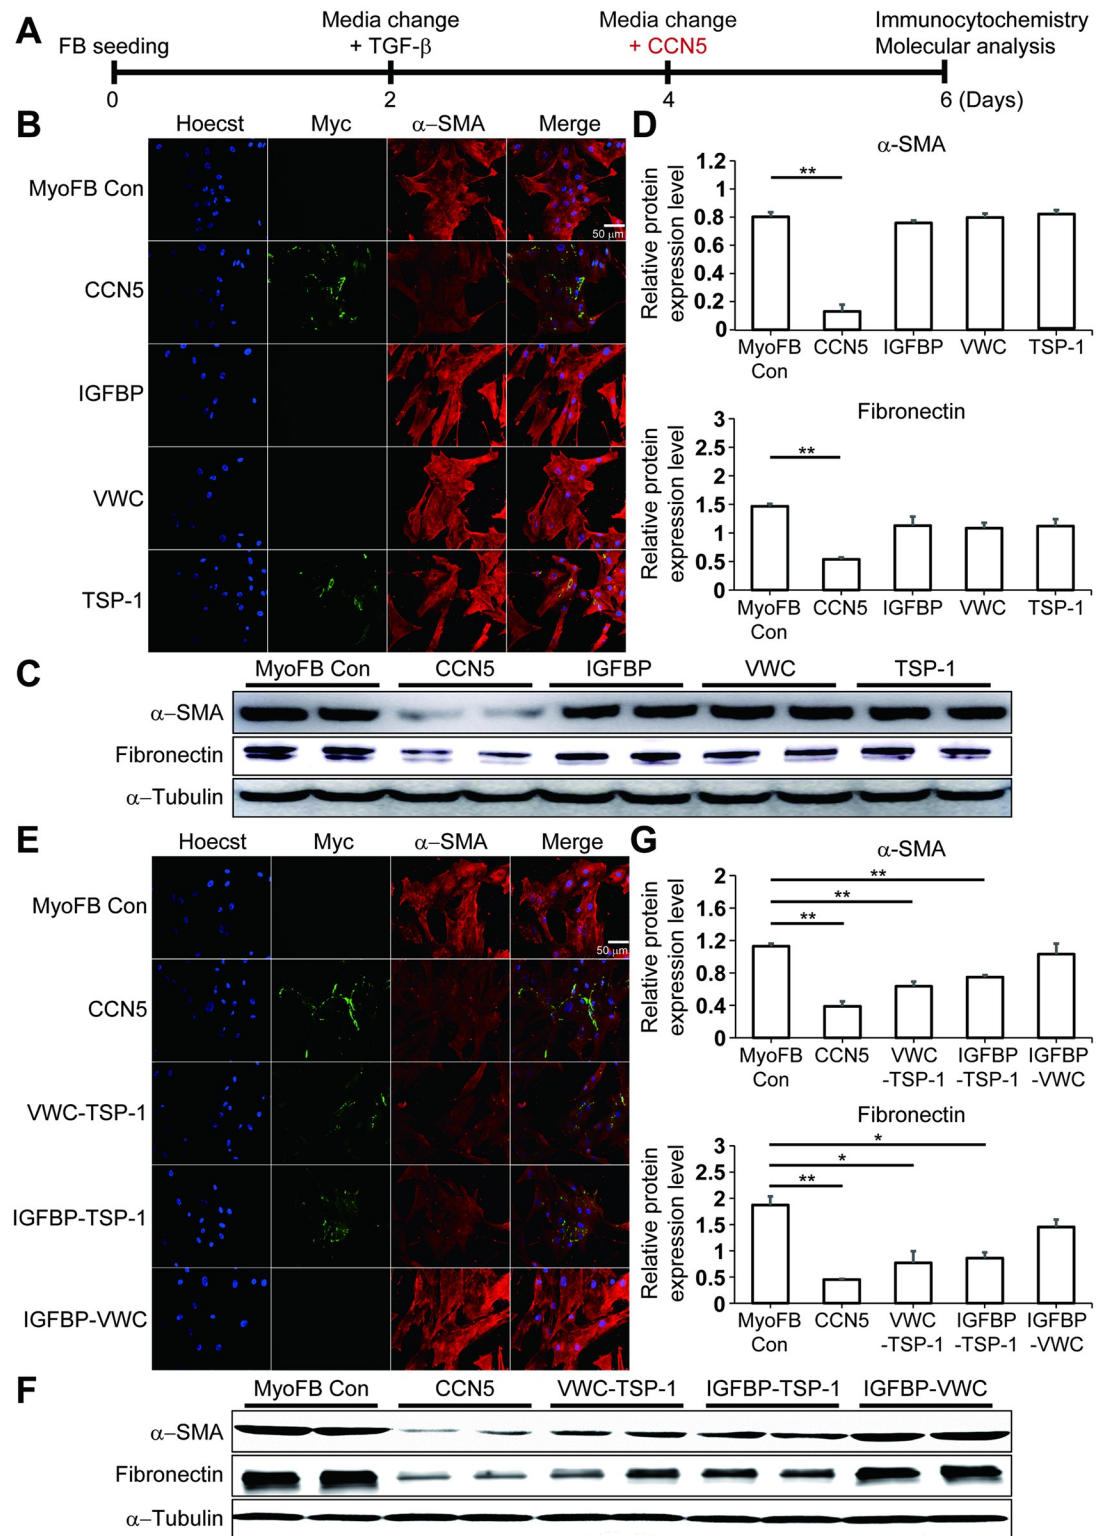 A
FB seeding
Media change
+ TGF-β
Media change
+ CCN5
Immunocytochemistry
Molecular analysis
0
2
4
6 (Days)
B
Hoecst
Myc
α-SMA
Merge
MyoFB Con
50 μm
CCN5
IGFBP
VWC
TSP-1
D
α-SMA
Relative protein
expression level
1.2
1
0.8
0.6
0.4
0.2
0
**
MyoFB
Con
CCN5
IGFBP
VWC
TSP-1
Fibronectin
Relative protein
expression level
3
2.5
2
1.5
1
0.5
0
**
MyoFB
Con
CCN5
IGFBP
VWC
TSP-1
C
MyoFB Con
CCN5
IGFBP
VWC
TSP-1
α-SMA
Fibronectin
α-Tubulin
E
Hoecst
Myc
α-SMA
Merge
MyoFB Con
50 μm
CCN5
VWC-TSP-1
IGFBP-TSP-1
IGFBP-VWC
G
α-SMA
Relative protein
expression level
2
1.6
1.2
0.8
0.4
0
**
**
**
MyoFB
Con
CCN5
VWC
-TSP-1
IGFBP
-TSP-1
IGFBP
-VWC
Fibronectin
Relative protein
expression level
3
2.5
2
1.5
1
0.5
0
*
*
**
MyoFB
Con
CCN5
VWC
-TSP-1
IGFBP
-TSP-1
IGFBP
-VWC
F
MyoFB Con
CCN5
VWC-TSP-1
IGFBP-TSP-1
IGFBP-VWC
α-SMA
Fibronectin
α-Tubulin